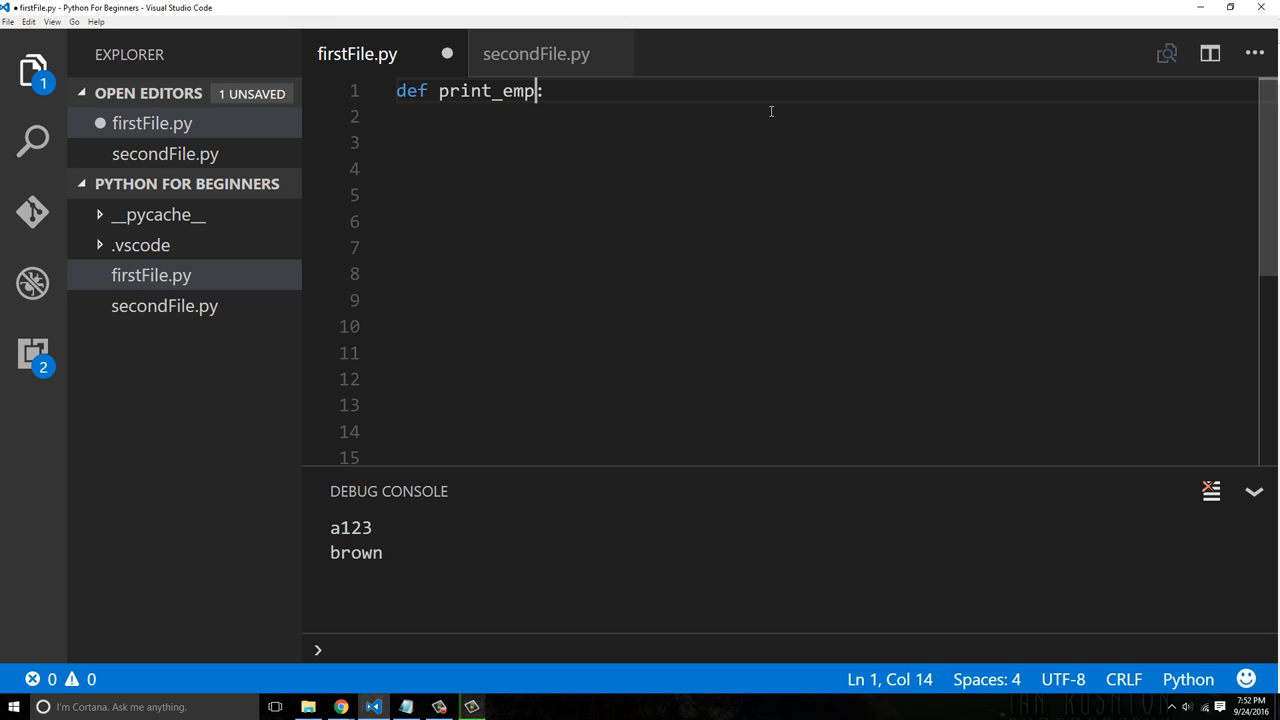 firstFile.py - Python For Beginners - Visual Studio Code
File Edit View Go Help
EXPLORER
OPEN EDITORS 1 UNSAVED
firstFile.py
secondFile.py
PYTHON FOR BEGINNERS
__pycache__
.vscode
firstFile.py
secondFile.py
1
2
firstFile.py secondFile.py
1 def print_emp:
2
3
4
5
6
7
8
9
10
11
12
13
14
15
DEBUG CONSOLE
a123
brown
0 0 Ln 1, Col 14 Spaces: 4 UTF-8 CRLF Python
I'm Cortana. Ask me anything.
7:52 PM
9/24/2016